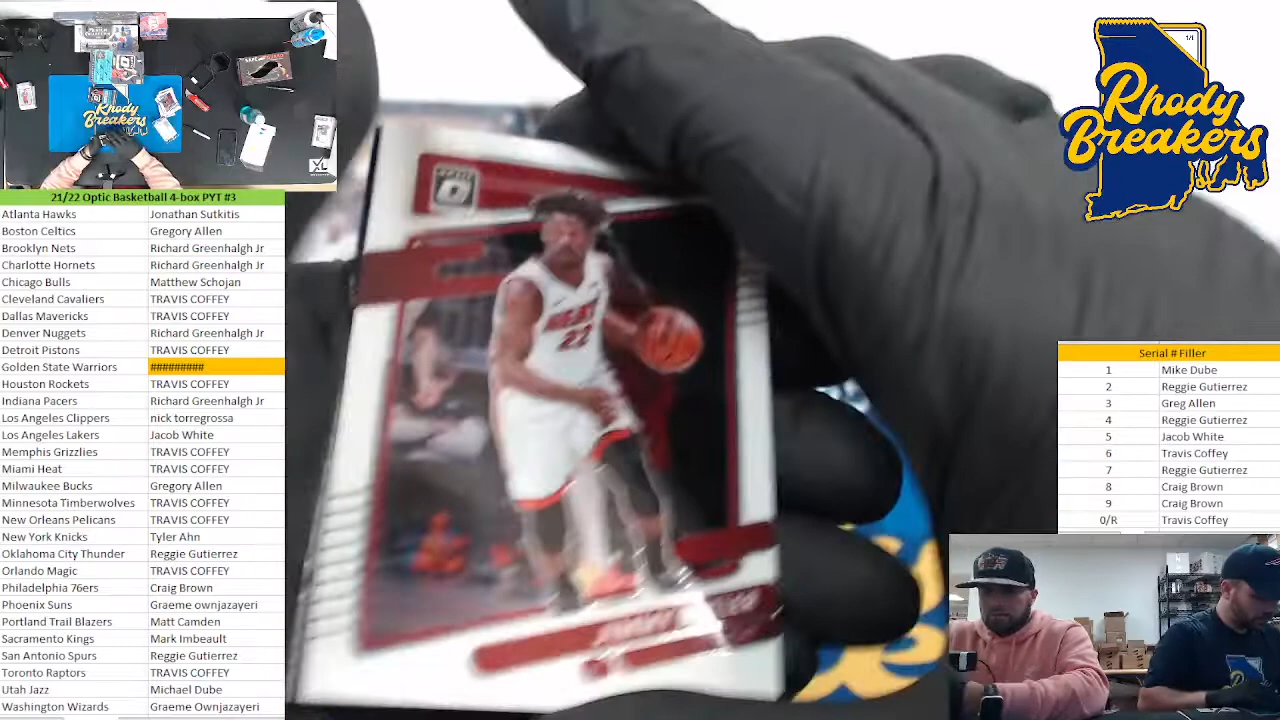 Rhody
Breakers
1/1
Rhody
Breakers
XL
21/22 Optic Basketball 4-box PYT #3
Atlanta Hawks Jonathan Sutkitis
Boston Celtics Gregory Allen
Brooklyn Nets Richard Greenhalgh Jr
Charlotte Hornets Richard Greenhalgh Jr
Chicago Bulls Matthew Schojan
Cleveland Cavaliers TRAVIS COFFEY
Dallas Mavericks TRAVIS COFFEY
Denver Nuggets Richard Greenhalgh Jr
Detroit Pistons TRAVIS COFFEY
Golden State Warriors #########
Houston Rockets TRAVIS COFFEY
Indiana Pacers Richard Greenhalgh Jr
Los Angeles Clippers nick torregrossa
Los Angeles Lakers Jacob White
Memphis Grizzlies TRAVIS COFFEY
Miami Heat TRAVIS COFFEY
Milwaukee Bucks Gregory Allen
Minnesota Timberwolves TRAVIS COFFEY
New Orleans Pelicans TRAVIS COFFEY
New York Knicks Tyler Ahn
Oklahoma City Thunder Reggie Gutierrez
Orlando Magic TRAVIS COFFEY
Philadelphia 76ers Craig Brown
Phoenix Suns Graeme ownjazayeri
Portland Trail Blazers Matt Camden
Sacramento Kings Mark Imbeault
San Antonio Spurs Reggie Gutierrez
Toronto Raptors TRAVIS COFFEY
Utah Jazz Michael Dube
Washington Wizards Graeme Ownjazayeri
HEAT
22
Serial # Filler
1 Mike Dube
2 Reggie Gutierrez
3 Greg Allen
4 Reggie Gutierrez
5 Jacob White
6 Travis Coffey
7 Reggie Gutierrez
8 Craig Brown
9 Craig Brown
0/R Travis Coffey